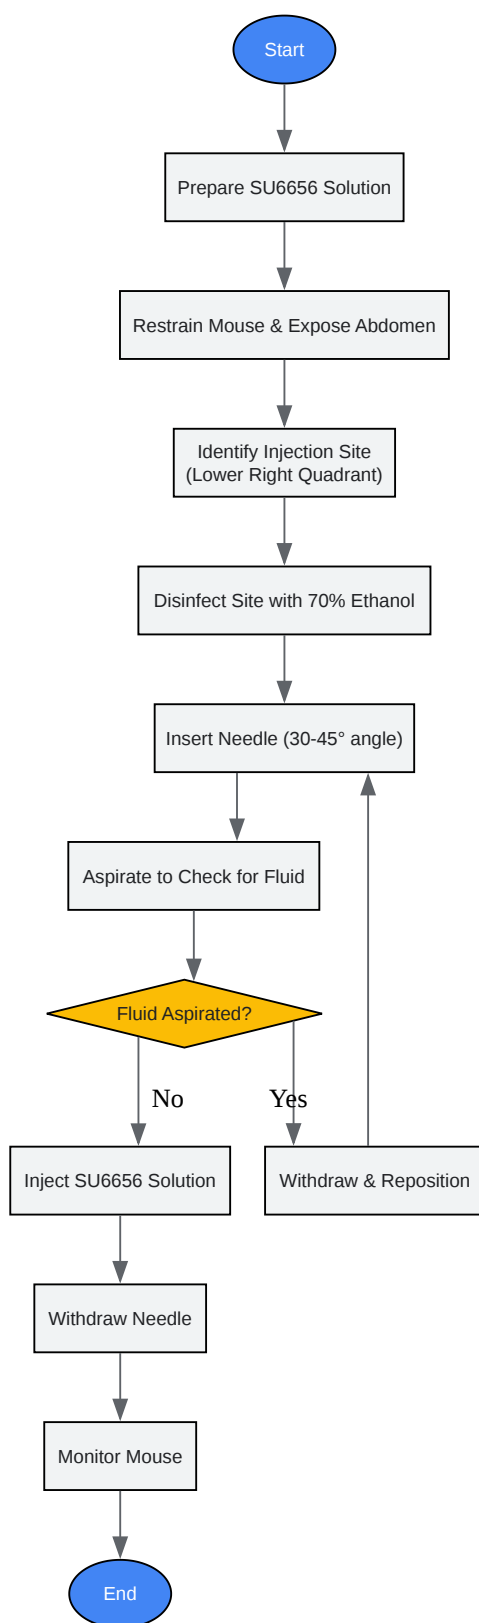 Start
Prepare SU6656 Solution
Restrain Mouse & Expose Abdomen
Identify Injection Site
(Lower Right Quadrant)
Disinfect Site with 70% Ethanol
Insert Needle (30-45° angle)
Aspirate to Check for Fluid
Fluid Aspirated?
No
Yes
Inject SU6656 Solution
Withdraw & Reposition
Withdraw Needle
Monitor Mouse
End